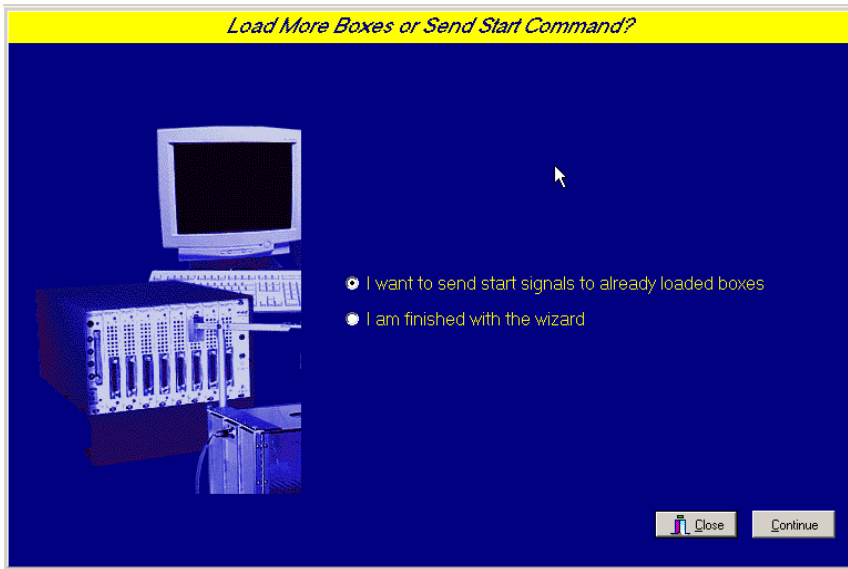 Load More Boxes or Send Start Command?
I want to send start signals to already loaded boxes
I am finished with the wizard
Close
Continue